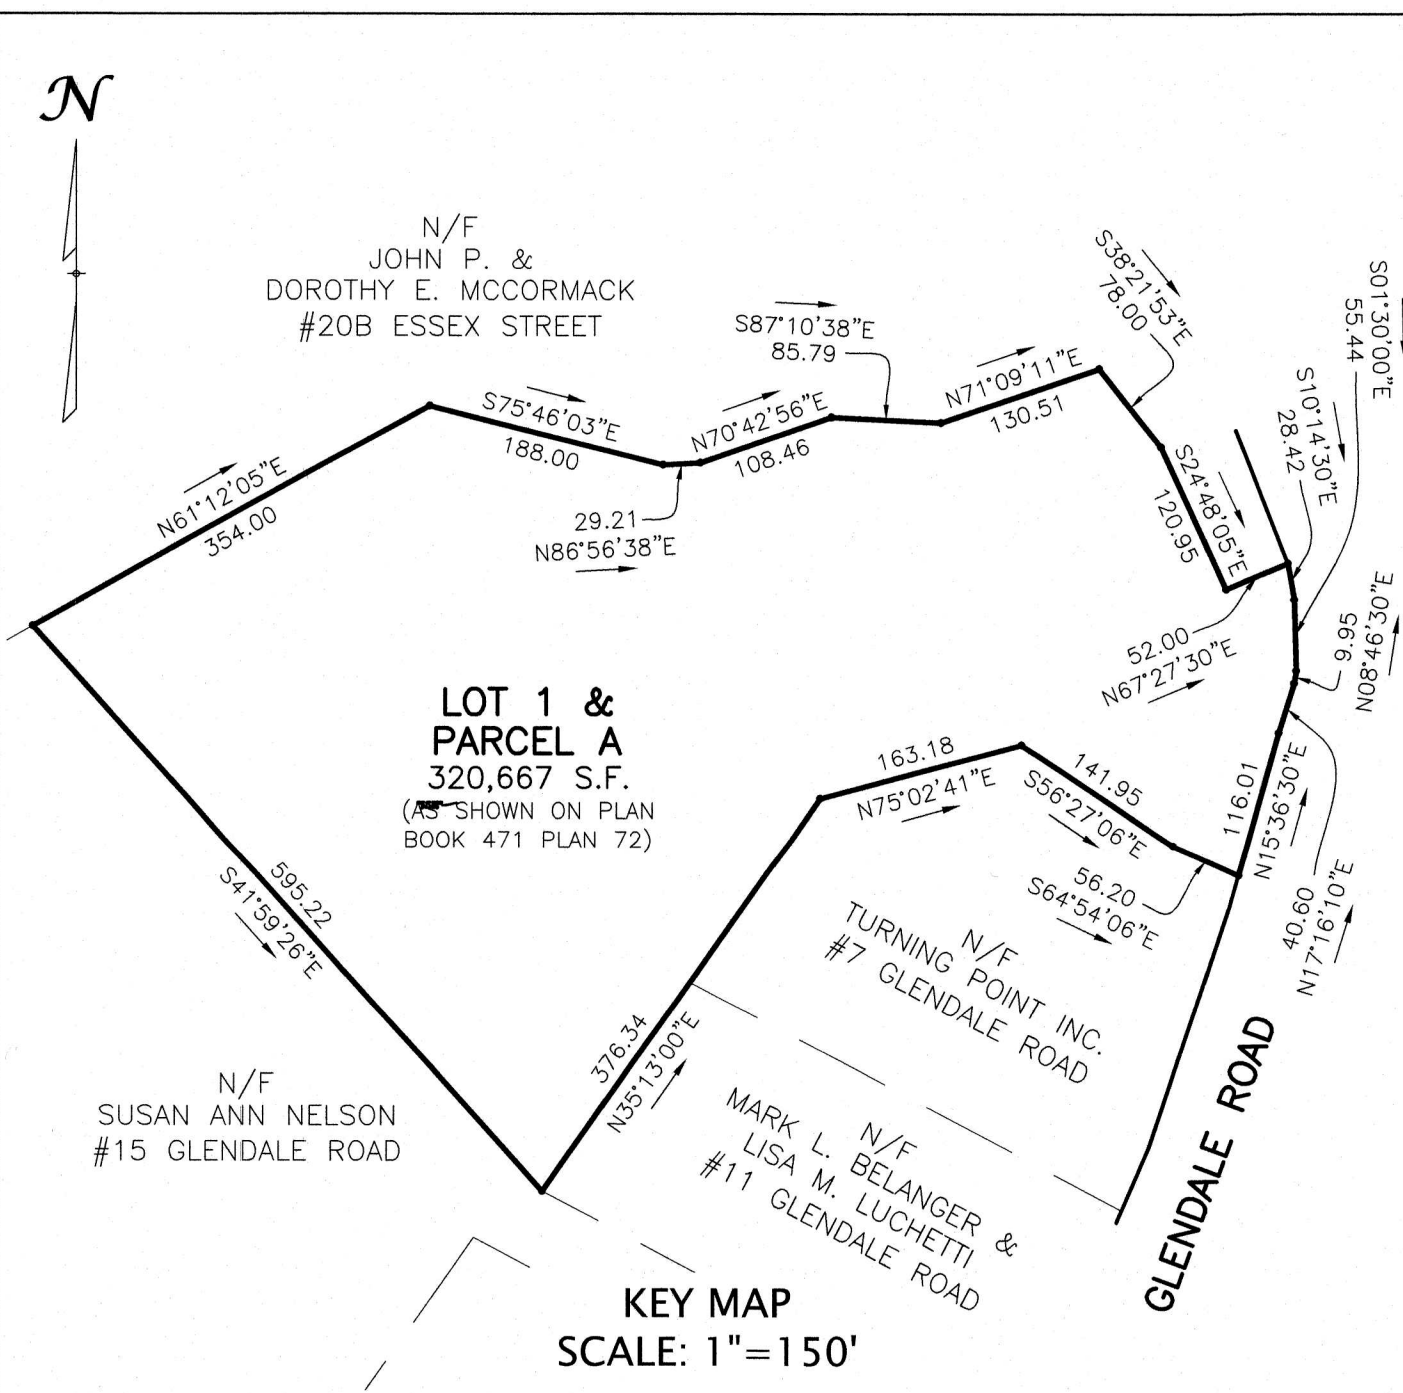 N
N/F
JOHN P. &
DOROTHY E. MCCORMACK
#20B ESSEX STREET
N61°12'05"E
354.00
S75°46'03"E
188.00
29.21
N86°56'38"E
N70°42'56"E
108.46
S87°10'38"E
85.79
N71°09'11"E
130.51
S38°21'53"E
78.00
S24°48'05"E
120.95
52.00
N67°27'30"E
S10°14'30"E
28.42
S01°30'00"E
55.44
9.95
N08°46'30"E
40.60
N17°16'10"E
116.01
N15°36'30"E
LOT 1 &
PARCEL A
320,667 S.F.
(AS SHOWN ON PLAN
BOOK 471 PLAN 72)
163.18
N75°02'41"E
141.95
S56°27'06"E
56.20
S64°54'06"E
595.22
S41°59'26"E
376.34
N35°13'00"E
N/F
TURNING POINT INC.
#7 GLENDALE ROAD
N/F
MARK L. BELANGER &
LISA M. LUCHETTI
#11 GLENDALE ROAD
N/F
SUSAN ANN NELSON
#15 GLENDALE ROAD
GLENDALE ROAD
KEY MAP
SCALE: 1"=150'